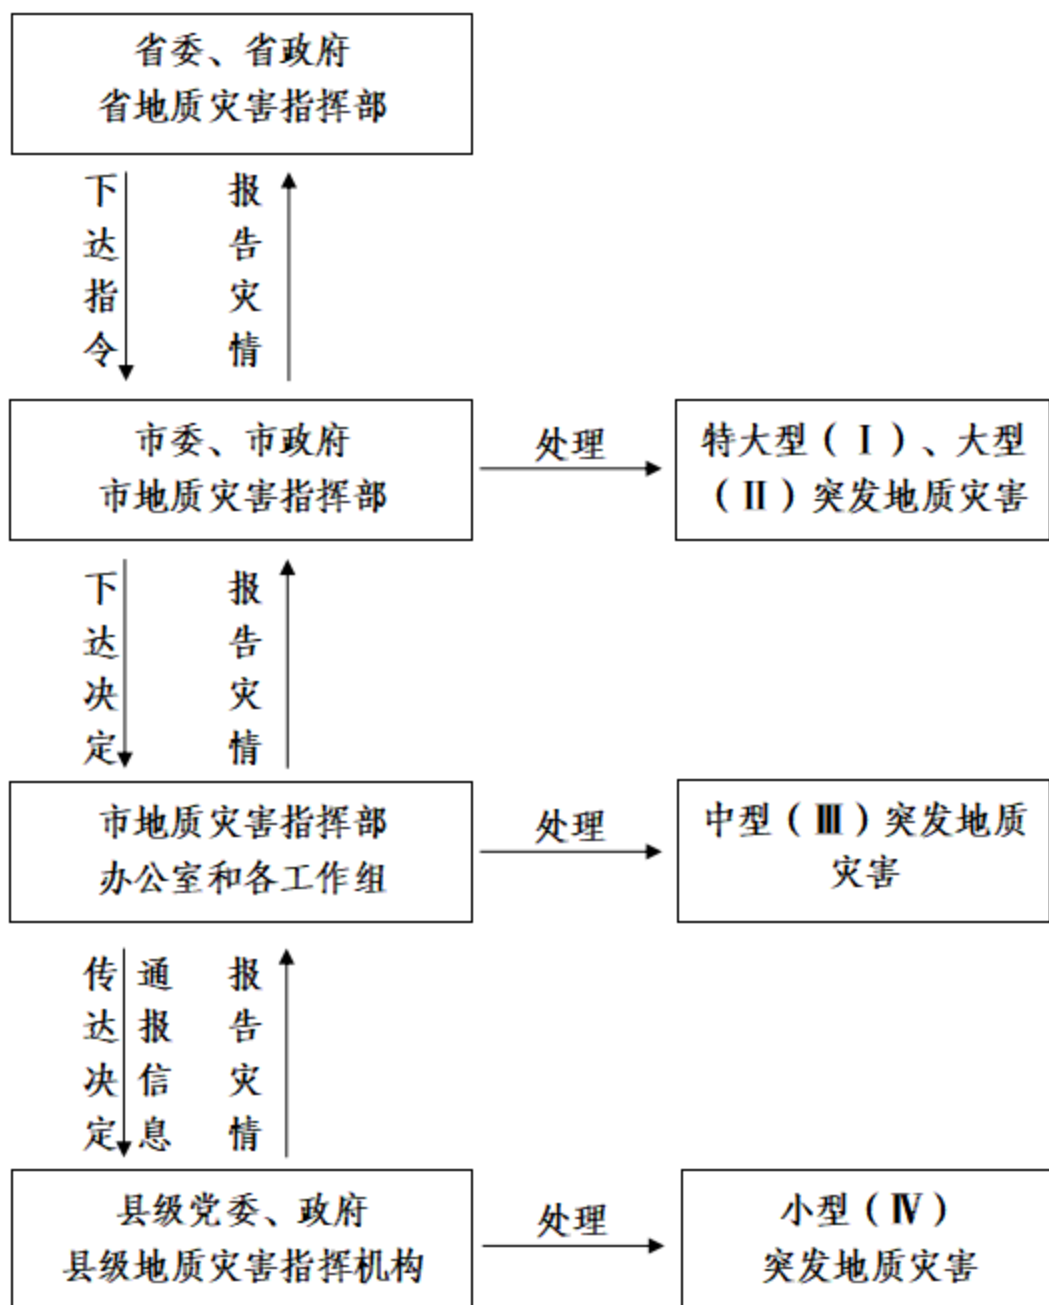 省委、省政府
省地质灾害指挥部
下达指令
报告灾情
市委、市政府
市地质灾害指挥部
处理
特大型（Ⅰ）、大型
（Ⅱ）突发地质灾害
下达决定
报告灾情
市地质灾害指挥部
办公室和各工作组
处理
中型（Ⅲ）突发地质
灾害
传达决定
通报信息
报告灾情
县级党委、政府
县级地质灾害指挥机构
处理
小型（Ⅳ）
突发地质灾害